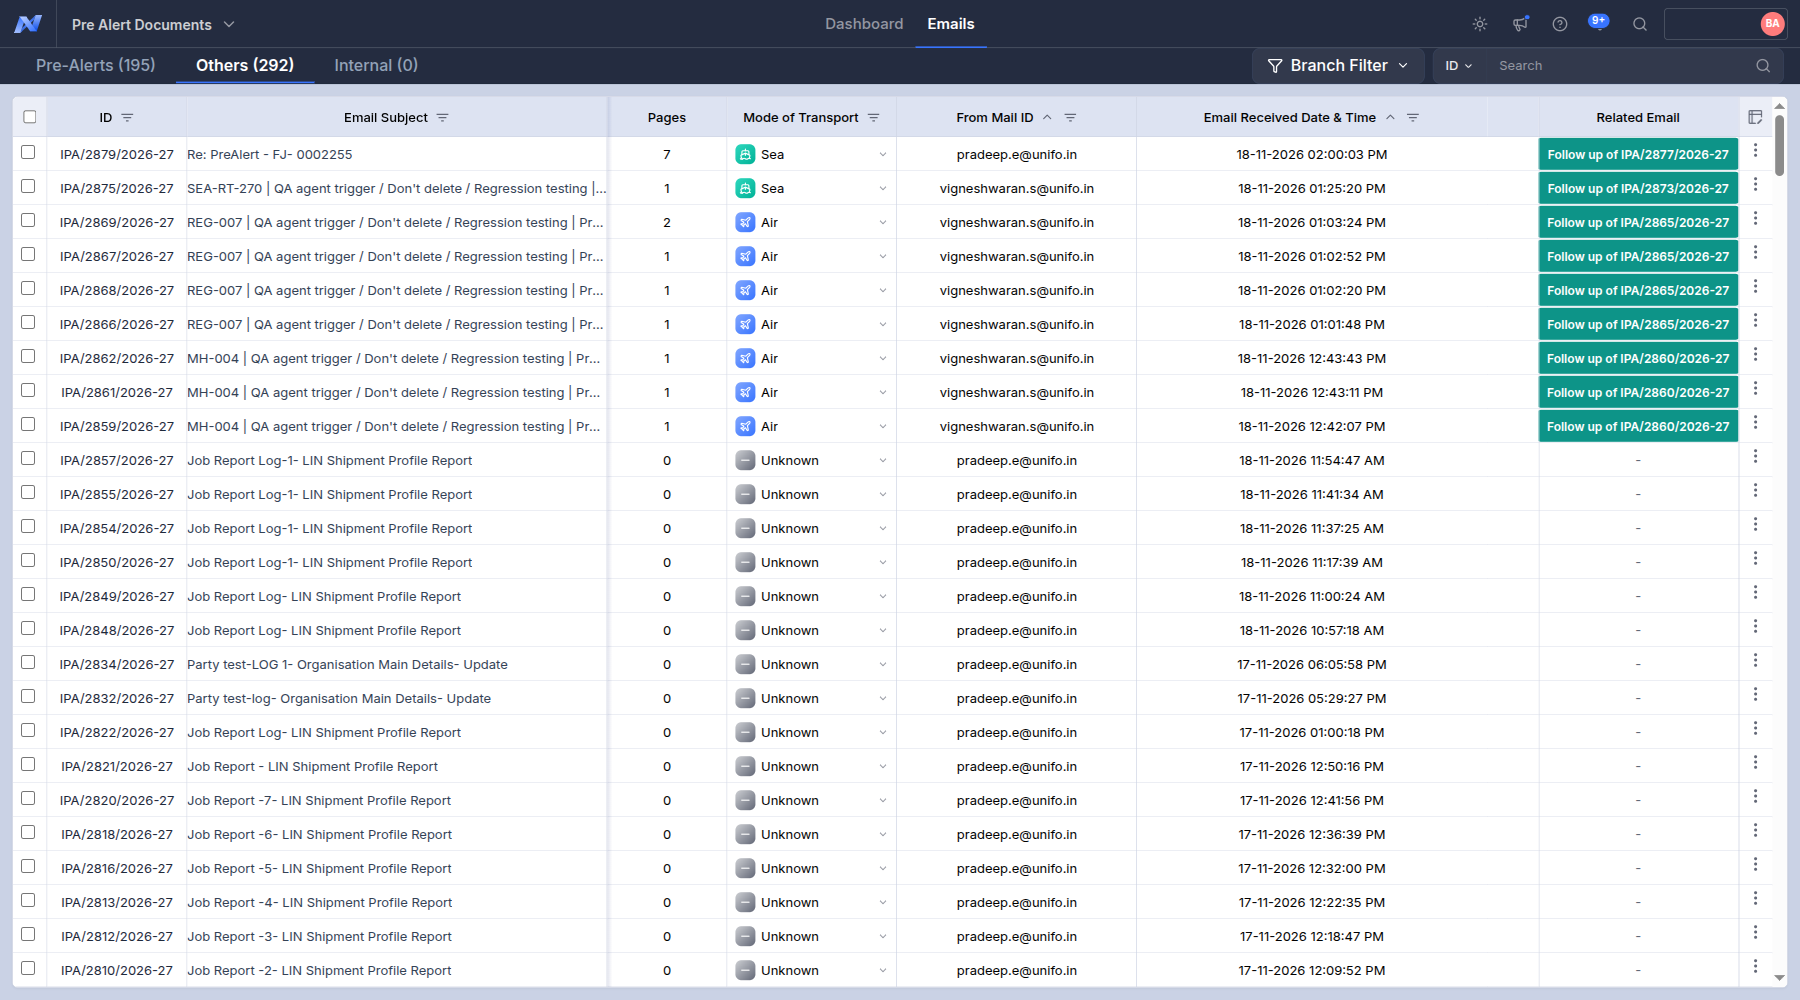 Pre Alert Documents
Dashboard Emails
9+
BA
Pre-Alerts (195) Others (292) Internal (0)
Branch Filter ID Search
ID Email Subject Pages Mode of Transport From Mail ID Email Received Date & Time Related Email
IPA/2879/2026-27 Re: PreAlert - FJ- 0002255 7 Sea pradeep.e@unifo.in 18-11-2026 02:00:03 PM Follow up of IPA/2877/2026-27
IPA/2875/2026-27 SEA-RT-270 | QA agent trigger / Don't delete / Regression testing |... 1 Sea vigneshwaran.s@unifo.in 18-11-2026 01:25:20 PM Follow up of IPA/2873/2026-27
IPA/2869/2026-27 REG-007 | QA agent trigger / Don't delete / Regression testing | Pr... 2 Air vigneshwaran.s@unifo.in 18-11-2026 01:03:24 PM Follow up of IPA/2865/2026-27
IPA/2867/2026-27 REG-007 | QA agent trigger / Don't delete / Regression testing | Pr... 1 Air vigneshwaran.s@unifo.in 18-11-2026 01:02:52 PM Follow up of IPA/2865/2026-27
IPA/2868/2026-27 REG-007 | QA agent trigger / Don't delete / Regression testing | Pr... 1 Air vigneshwaran.s@unifo.in 18-11-2026 01:02:20 PM Follow up of IPA/2865/2026-27
IPA/2866/2026-27 REG-007 | QA agent trigger / Don't delete / Regression testing | Pr... 1 Air vigneshwaran.s@unifo.in 18-11-2026 01:01:48 PM Follow up of IPA/2865/2026-27
IPA/2862/2026-27 MH-004 | QA agent trigger / Don't delete / Regression testing | Pr... 1 Air vigneshwaran.s@unifo.in 18-11-2026 12:43:43 PM Follow up of IPA/2860/2026-27
IPA/2861/2026-27 MH-004 | QA agent trigger / Don't delete / Regression testing | Pr... 1 Air vigneshwaran.s@unifo.in 18-11-2026 12:43:11 PM Follow up of IPA/2860/2026-27
IPA/2859/2026-27 MH-004 | QA agent trigger / Don't delete / Regression testing | Pr... 1 Air vigneshwaran.s@unifo.in 18-11-2026 12:42:07 PM Follow up of IPA/2860/2026-27
IPA/2857/2026-27 Job Report Log-1- LIN Shipment Profile Report 0 Unknown pradeep.e@unifo.in 18-11-2026 11:54:47 AM -
IPA/2855/2026-27 Job Report Log-1- LIN Shipment Profile Report 0 Unknown pradeep.e@unifo.in 18-11-2026 11:41:34 AM -
IPA/2854/2026-27 Job Report Log-1- LIN Shipment Profile Report 0 Unknown pradeep.e@unifo.in 18-11-2026 11:37:25 AM -
IPA/2850/2026-27 Job Report Log-1- LIN Shipment Profile Report 0 Unknown pradeep.e@unifo.in 18-11-2026 11:17:39 AM -
IPA/2849/2026-27 Job Report Log- LIN Shipment Profile Report 0 Unknown pradeep.e@unifo.in 18-11-2026 11:00:24 AM -
IPA/2848/2026-27 Job Report Log- LIN Shipment Profile Report 0 Unknown pradeep.e@unifo.in 18-11-2026 10:57:18 AM -
IPA/2834/2026-27 Party test-LOG 1- Organisation Main Details- Update 0 Unknown pradeep.e@unifo.in 17-11-2026 06:05:58 PM -
IPA/2832/2026-27 Party test-log- Organisation Main Details- Update 0 Unknown pradeep.e@unifo.in 17-11-2026 05:29:27 PM -
IPA/2822/2026-27 Job Report Log- LIN Shipment Profile Report 0 Unknown pradeep.e@unifo.in 17-11-2026 01:00:18 PM -
IPA/2821/2026-27 Job Report - LIN Shipment Profile Report 0 Unknown pradeep.e@unifo.in 17-11-2026 12:50:16 PM -
IPA/2820/2026-27 Job Report -7- LIN Shipment Profile Report 0 Unknown pradeep.e@unifo.in 17-11-2026 12:41:56 PM -
IPA/2818/2026-27 Job Report -6- LIN Shipment Profile Report 0 Unknown pradeep.e@unifo.in 17-11-2026 12:36:39 PM -
IPA/2816/2026-27 Job Report -5- LIN Shipment Profile Report 0 Unknown pradeep.e@unifo.in 17-11-2026 12:32:00 PM -
IPA/2813/2026-27 Job Report -4- LIN Shipment Profile Report 0 Unknown pradeep.e@unifo.in 17-11-2026 12:22:35 PM -
IPA/2812/2026-27 Job Report -3- LIN Shipment Profile Report 0 Unknown pradeep.e@unifo.in 17-11-2026 12:18:47 PM -
IPA/2810/2026-27 Job Report -2- LIN Shipment Profile Report 0 Unknown pradeep.e@unifo.in 17-11-2026 12:09:52 PM -